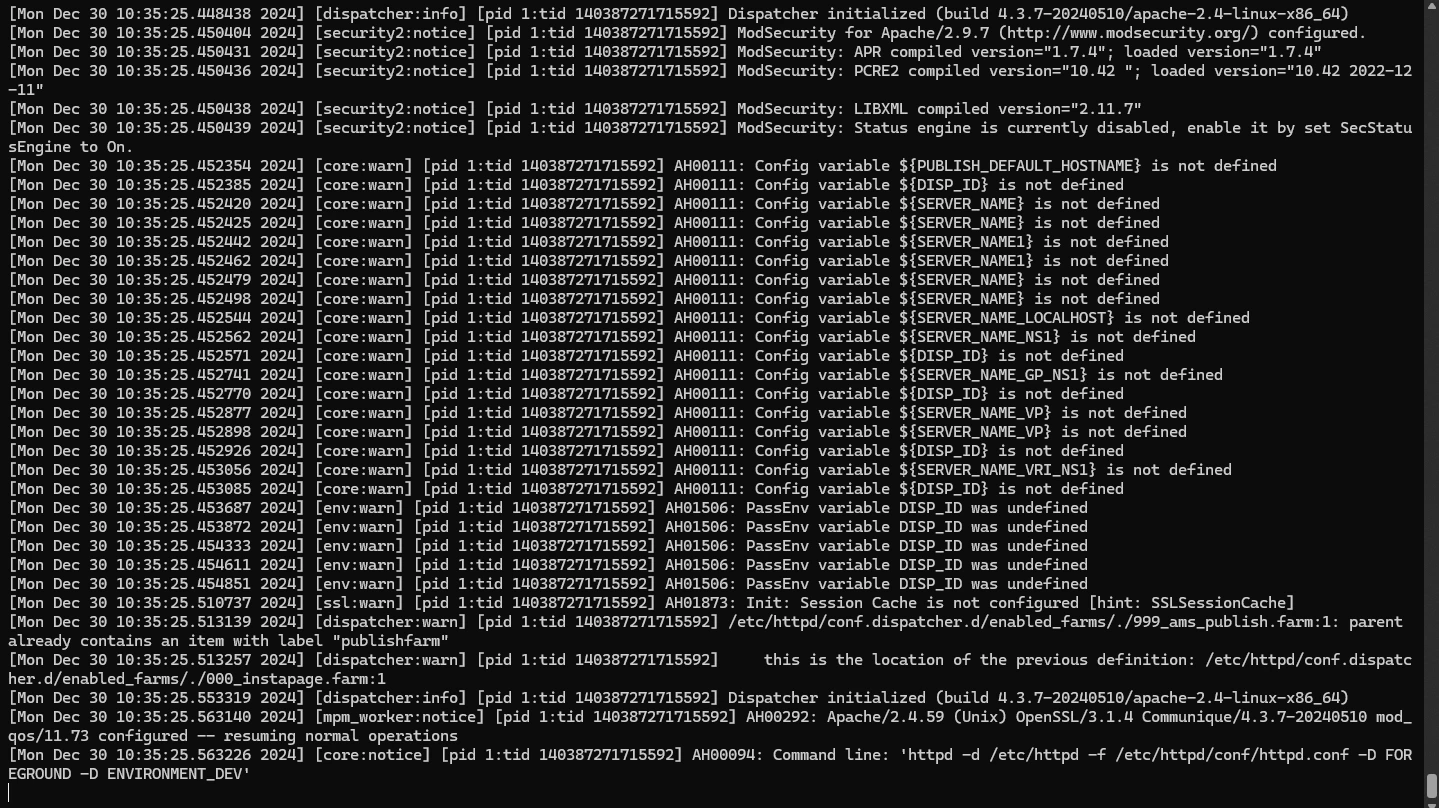 [Mon Dec 30 10:35:25.448438 2024] [dispatcher:info] [pid 1:tid 140387271715592] Dispatcher initialized (build 4.3.7-20240510/apache-2.4-linux-x86_64)
[Mon Dec 30 10:35:25.450404 2024] [security2:notice] [pid 1:tid 140387271715592] ModSecurity for Apache/2.9.7 (http://www.modsecurity.org/) configured.
[Mon Dec 30 10:35:25.450431 2024] [security2:notice] [pid 1:tid 140387271715592] ModSecurity: APR compiled version="1.7.4"; loaded version="1.7.4"
[Mon Dec 30 10:35:25.450436 2024] [security2:notice] [pid 1:tid 140387271715592] ModSecurity: PCRE2 compiled version="10.42 "; loaded version="10.42 2022-12
-11"
[Mon Dec 30 10:35:25.450438 2024] [security2:notice] [pid 1:tid 140387271715592] ModSecurity: LIBXML compiled version="2.11.7"
[Mon Dec 30 10:35:25.450439 2024] [security2:notice] [pid 1:tid 140387271715592] ModSecurity: Status engine is currently disabled, enable it by set SecStatu
sEngine to On.
[Mon Dec 30 10:35:25.452354 2024] [core:warn] [pid 1:tid 140387271715592] AH00111: Config variable ${PUBLISH_DEFAULT_HOSTNAME} is not defined
[Mon Dec 30 10:35:25.452385 2024] [core:warn] [pid 1:tid 140387271715592] AH00111: Config variable ${DISP_ID} is not defined
[Mon Dec 30 10:35:25.452420 2024] [core:warn] [pid 1:tid 140387271715592] AH00111: Config variable ${SERVER_NAME} is not defined
[Mon Dec 30 10:35:25.452425 2024] [core:warn] [pid 1:tid 140387271715592] AH00111: Config variable ${SERVER_NAME} is not defined
[Mon Dec 30 10:35:25.452442 2024] [core:warn] [pid 1:tid 140387271715592] AH00111: Config variable ${SERVER_NAME1} is not defined
[Mon Dec 30 10:35:25.452462 2024] [core:warn] [pid 1:tid 140387271715592] AH00111: Config variable ${SERVER_NAME1} is not defined
[Mon Dec 30 10:35:25.452479 2024] [core:warn] [pid 1:tid 140387271715592] AH00111: Config variable ${SERVER_NAME} is not defined
[Mon Dec 30 10:35:25.452498 2024] [core:warn] [pid 1:tid 140387271715592] AH00111: Config variable ${SERVER_NAME} is not defined
[Mon Dec 30 10:35:25.452544 2024] [core:warn] [pid 1:tid 140387271715592] AH00111: Config variable ${SERVER_NAME_LOCALHOST} is not defined
[Mon Dec 30 10:35:25.452562 2024] [core:warn] [pid 1:tid 140387271715592] AH00111: Config variable ${SERVER_NAME_NS1} is not defined
[Mon Dec 30 10:35:25.452571 2024] [core:warn] [pid 1:tid 140387271715592] AH00111: Config variable ${DISP_ID} is not defined
[Mon Dec 30 10:35:25.452741 2024] [core:warn] [pid 1:tid 140387271715592] AH00111: Config variable ${SERVER_NAME_GP_NS1} is not defined
[Mon Dec 30 10:35:25.452770 2024] [core:warn] [pid 1:tid 140387271715592] AH00111: Config variable ${DISP_ID} is not defined
[Mon Dec 30 10:35:25.452877 2024] [core:warn] [pid 1:tid 140387271715592] AH00111: Config variable ${SERVER_NAME_VP} is not defined
[Mon Dec 30 10:35:25.452898 2024] [core:warn] [pid 1:tid 140387271715592] AH00111: Config variable ${SERVER_NAME_VP} is not defined
[Mon Dec 30 10:35:25.452926 2024] [core:warn] [pid 1:tid 140387271715592] AH00111: Config variable ${DISP_ID} is not defined
[Mon Dec 30 10:35:25.453056 2024] [core:warn] [pid 1:tid 140387271715592] AH00111: Config variable ${SERVER_NAME_VRI_NS1} is not defined
[Mon Dec 30 10:35:25.453085 2024] [core:warn] [pid 1:tid 140387271715592] AH00111: Config variable ${DISP_ID} is not defined
[Mon Dec 30 10:35:25.453687 2024] [env:warn] [pid 1:tid 140387271715592] AH01506: PassEnv variable DISP_ID was undefined
[Mon Dec 30 10:35:25.453872 2024] [env:warn] [pid 1:tid 140387271715592] AH01506: PassEnv variable DISP_ID was undefined
[Mon Dec 30 10:35:25.454333 2024] [env:warn] [pid 1:tid 140387271715592] AH01506: PassEnv variable DISP_ID was undefined
[Mon Dec 30 10:35:25.454611 2024] [env:warn] [pid 1:tid 140387271715592] AH01506: PassEnv variable DISP_ID was undefined
[Mon Dec 30 10:35:25.454851 2024] [env:warn] [pid 1:tid 140387271715592] AH01506: PassEnv variable DISP_ID was undefined
[Mon Dec 30 10:35:25.510737 2024] [ssl:warn] [pid 1:tid 140387271715592] AH01873: Init: Session Cache is not configured [hint: SSLSessionCache]
[Mon Dec 30 10:35:25.513139 2024] [dispatcher:warn] [pid 1:tid 140387271715592] /etc/httpd/conf.dispatcher.d/enabled_farms/./999_ams_publish.farm:1: parent
already contains an item with label "publishfarm"
[Mon Dec 30 10:35:25.513257 2024] [dispatcher:warn] [pid 1:tid 140387271715592]     this is the location of the previous definition: /etc/httpd/conf.dispatc
her.d/enabled_farms/./000_instapage.farm:1
[Mon Dec 30 10:35:25.553319 2024] [dispatcher:info] [pid 1:tid 140387271715592] Dispatcher initialized (build 4.3.7-20240510/apache-2.4-linux-x86_64)
[Mon Dec 30 10:35:25.563140 2024] [mpm_worker:notice] [pid 1:tid 140387271715592] AH00292: Apache/2.4.59 (Unix) OpenSSL/3.1.4 Communique/4.3.7-20240510 mod_
qos/11.73 configured -- resuming normal operations
[Mon Dec 30 10:35:25.563226 2024] [core:notice] [pid 1:tid 140387271715592] AH00094: Command line: 'httpd -d /etc/httpd -f /etc/httpd/conf/httpd.conf -D FOR
EGROUND -D ENVIRONMENT_DEV'